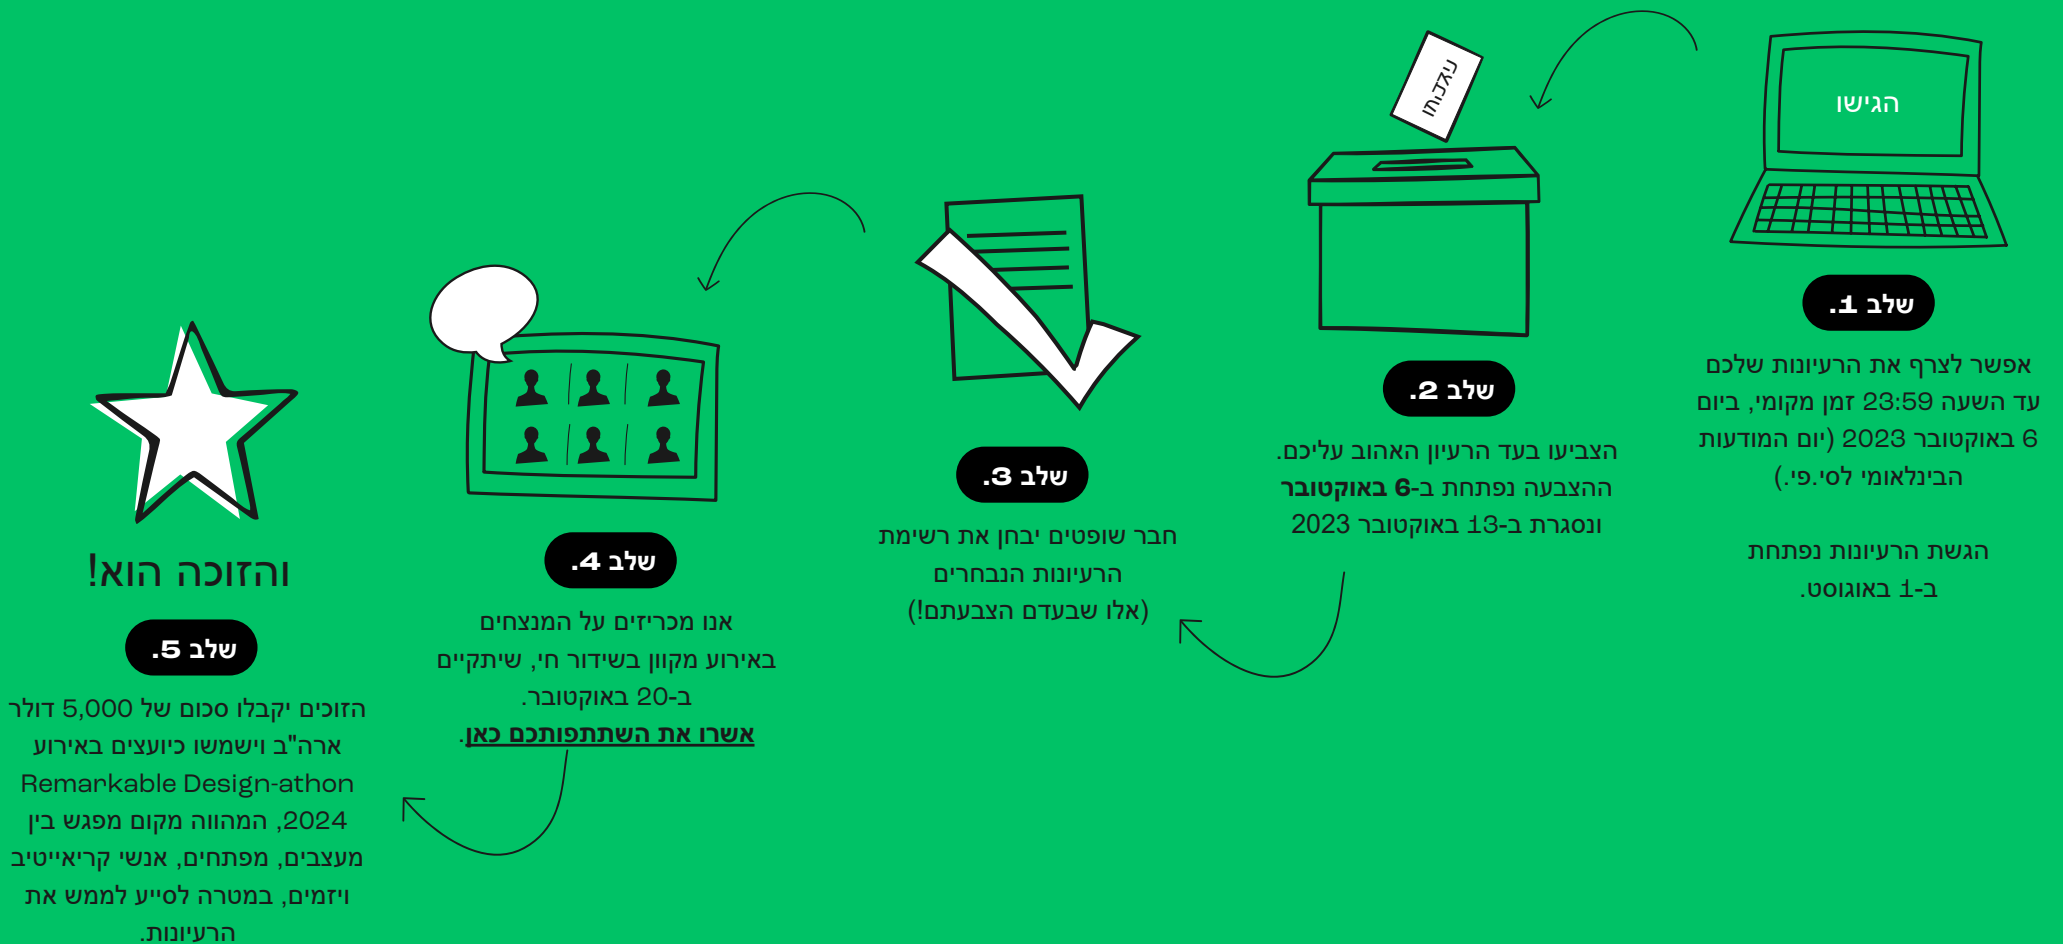 הגישו
שלב 1.
אפשר לצרף את הרעיונות שלכם
עד השעה 23:59 זמן מקומי, ביום
6 באוקטובר 2023 (יום המודעות
הבינלאומי לסי.פי.)
הגשת הרעיונות נפתחת
ב-1 באוגוסט.
שלב 2.
הצביעו בעד הרעיון האהוב עליכם.
ההצבעה נפתחת ב-6 באוקטובר
ונסגרת ב-13 באוקטובר 2023
שלב 3.
חבר שופטים יבחן את רשימת
הרעיונות הנבחרים
(אלו שבעדם הצבעתם!)
שלב 4.
אנו מכריזים על המנצחים
באירוע מקוון בשידור חי, שיתקיים
ב-20 באוקטובר.
אשרו את השתתפותכם כאן.
והזוכה הוא!
שלב 5.
הזוכים יקבלו סכום של 5,000 דולר
ארה"ב וישמשו כיועצים באירוע
Remarkable Design-athon
2024, המהווה מקום מפגש בין
מעצבים, מפתחים, אנשי קריאייטיב
ויזמים, במטרה לסייע לממש את
הרעיונות.